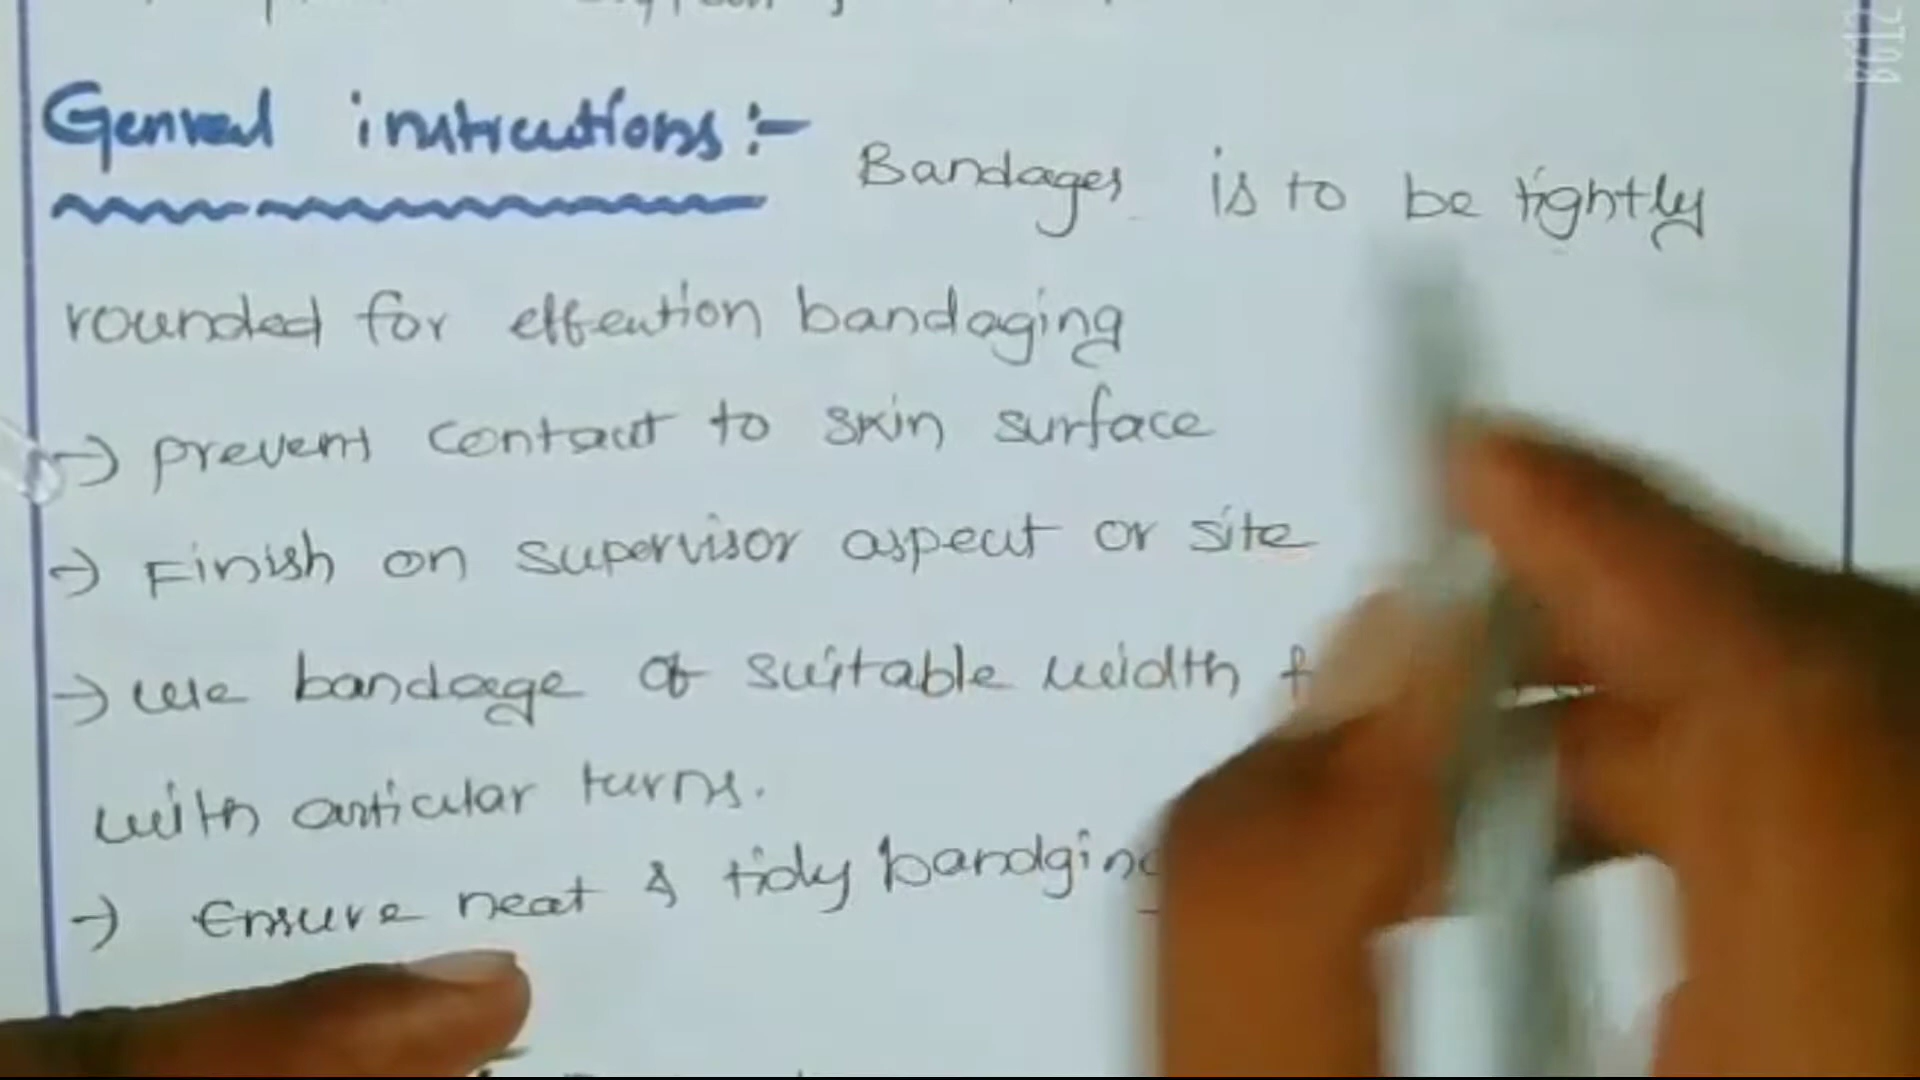 General instructions :-
Bandages is to be tightly
rounded for effection bandaging
→ prevent contact to skin surface
→ Finish on supervisor aspect or site
→ use bandage of suitable width
with articular turns.
→ Ensure neat & tidy bandging